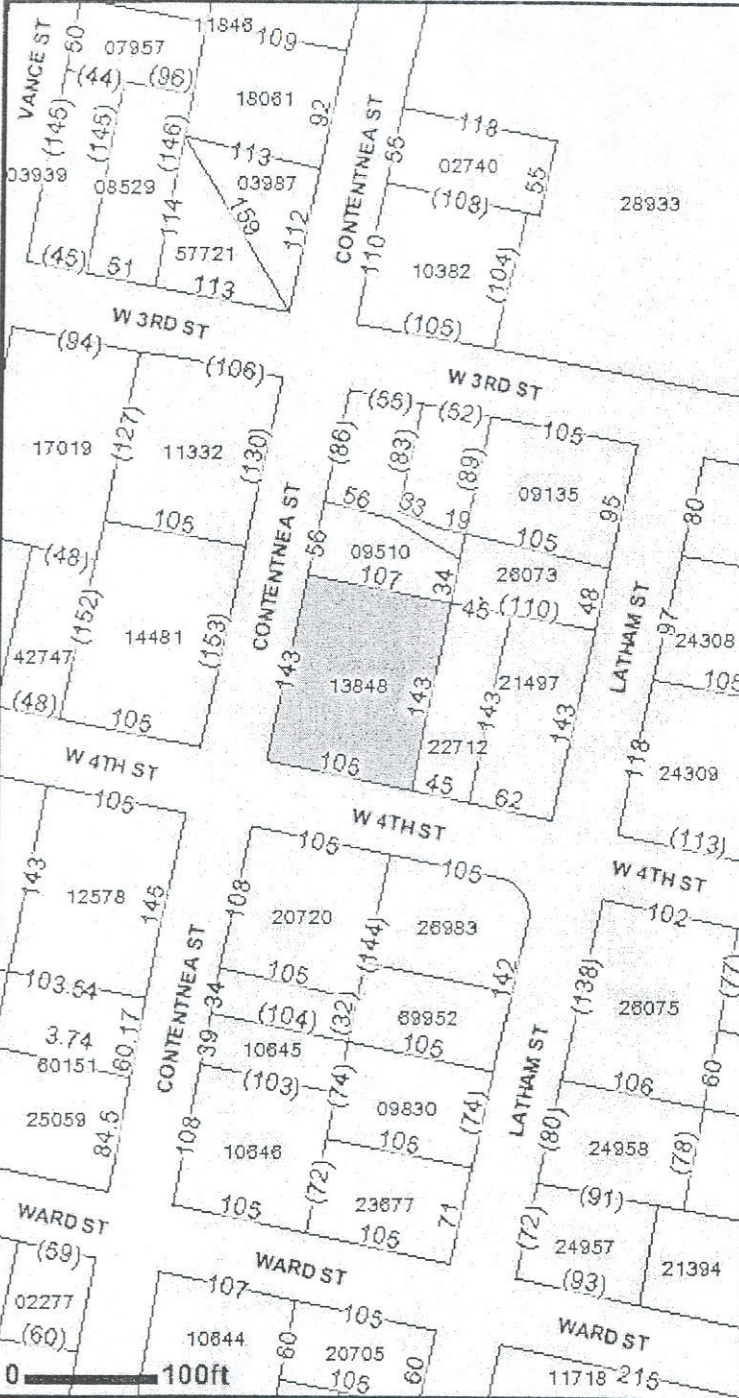 11846 109
50
VANCE ST
07957
(44) (96)
18061
92
(145) (145) (146)
03939 08529 114
113
03987
159
112
57721
(45) 51 113
CONTENTNEA ST
118
55 02740 55
(108)
28933
110 10382 (104)
(105)
W 3RD ST
(94) (106)
W 3RD ST
(55) (52) 105
17019 (127) 11332 (130)
(86) (83) (89)
09135 95
80
CONTENTNEA ST
56 33 19
105 105
56 09510
(48)
107 34
26073 48
45 (110)
LATHAM ST
97
24308
(152) 14481 (153)
42747
143 13848 143
143 21497 143
105
(48) 105
22712
118 24309
105 45 62
(113)
W 4TH ST
W 4TH ST
W 4TH ST
105
105 105
102
143 12578 145
108 20720 (144) 26983 142
(138) 26075 (77)
CONTENTNEA ST
105
103.54
34 (104) (32) 69952
105
60
3.74
60151
60.17
39 10645
(103) (74) 09830 (74)
LATHAM ST
106
25059 84.5
108 10646
105
(80) 24958 (78)
(91)
(72) 23677 71
105 105
(72) 24957
(93)
21394
WARD ST
WARD ST
WARD ST
(59)
02277
(60)
107 105
10644 60 20705 60
105
11718 215
0 100ft